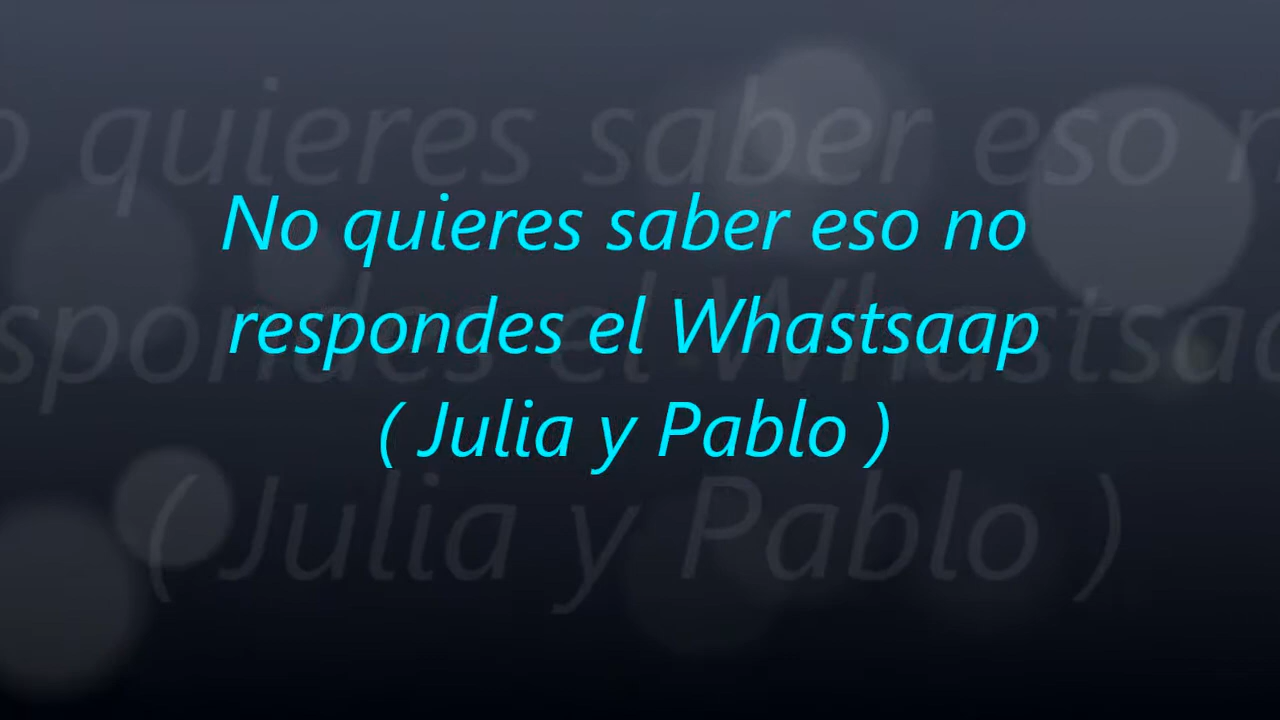 No quieres saber eso no
respondes el Whastsaap
( Julia y Pablo )